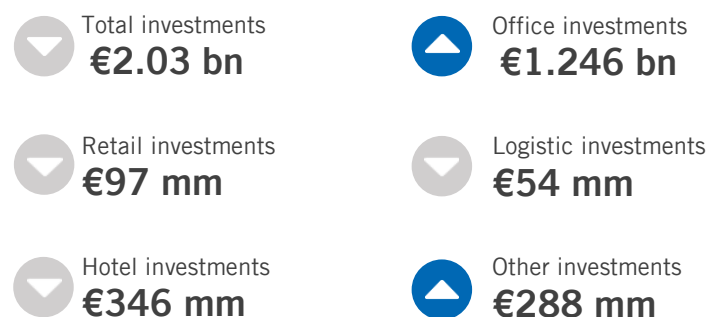 Total investments
€2.03 bn
Office investments
€1.246 bn
Retail investments
€97 mm
Logistic investments
€54 mm
Hotel investments
€346 mm
Other investments
€288 mm